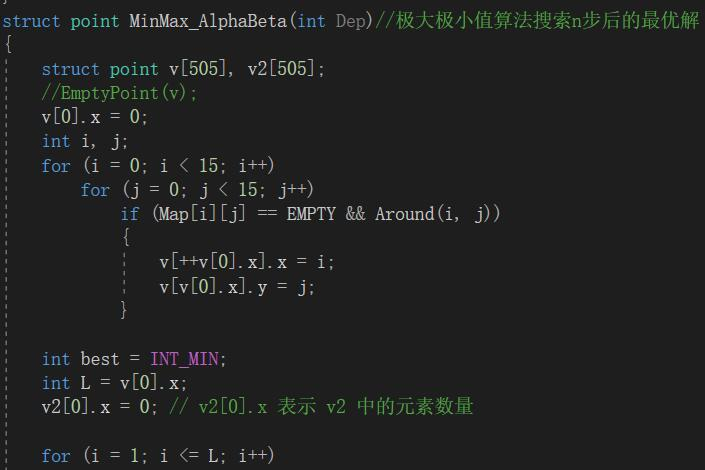 struct point MinMax_AlphaBeta(int Dep)//极大极小值算法搜索n步后的最优解
{
struct point v[505], v2[505];
//EmptyPoint(v);
v[0].x = 0;
int i, j;
for (i = 0; i < 15; i++)
for (j = 0; j < 15; j++)
if (Map[i][j] == EMPTY && Around(i, j))
{
v[++v[0].x].x = i;
v[v[0].x].y = j;
}
int best = INT_MIN;
int L = v[0].x;
v2[0].x = 0; // v2[0].x 表示 v2 中的元素数量
for (i = 1; i <= L; i++)